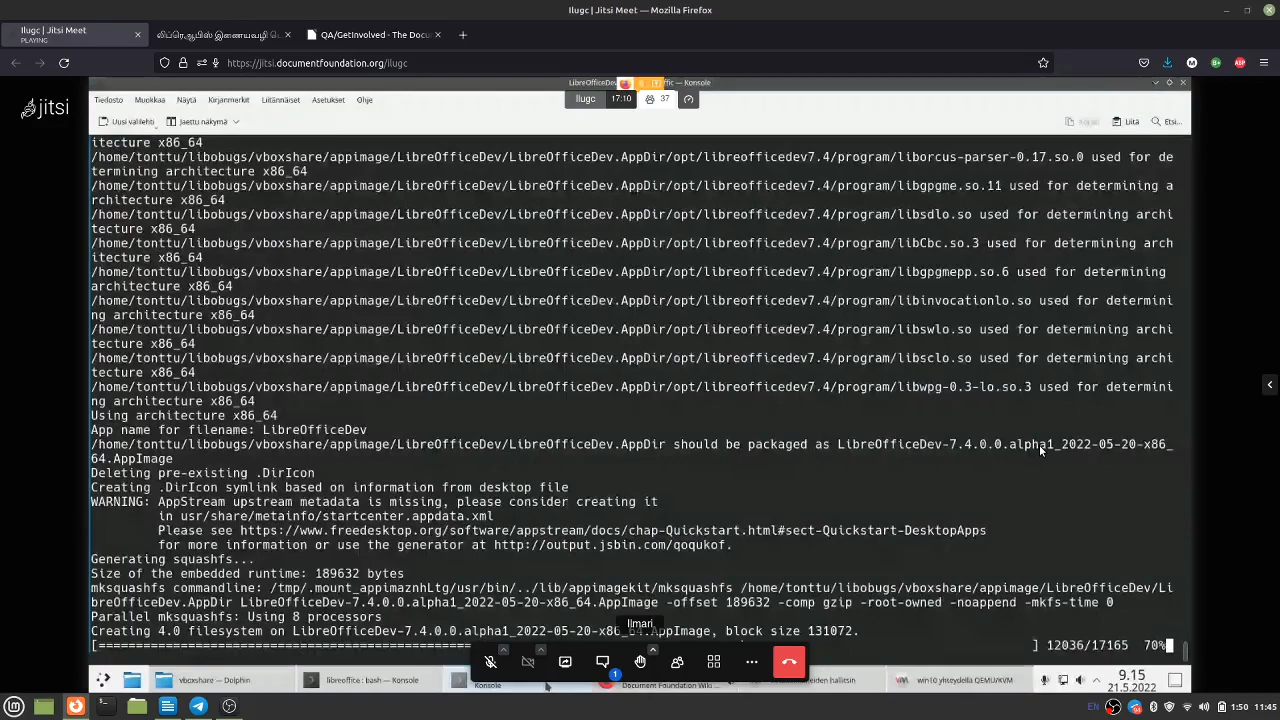 Ilugc | Jitsi Meet — Mozilla Firefox
Ilugc | Jitsi Meet
PLAYING
லிப்ரெஓபிஸ் இணையவழி
QA/GetInvolved - The Docu
https://jitsi.documentfoundation.org/ilugc
jitsi
LibreOfficeDev
— Konsole
Tiedosto Muokkaa Näytä Kirjanmerkit Liitännäiset Asetukset Ohje
Ilugc 17:10 37
Uusi välilehti Jaettu näkymä Liitä Etsi...
itecture x86_64
/home/tonttu/libobugs/vboxshare/appimage/LibreOfficeDev/LibreOfficeDev.AppDir/opt/libreofficedev7.4/program/liborcus-parser-0.17.so.0 used for de
termining architecture x86_64
/home/tonttu/libobugs/vboxshare/appimage/LibreOfficeDev/LibreOfficeDev.AppDir/opt/libreofficedev7.4/program/libgpgme.so.11 used for determining a
rchitecture x86_64
/home/tonttu/libobugs/vboxshare/appimage/LibreOfficeDev/LibreOfficeDev.AppDir/opt/libreofficedev7.4/program/libsdlo.so used for determining archi
tecture x86_64
/home/tonttu/libobugs/vboxshare/appimage/LibreOfficeDev/LibreOfficeDev.AppDir/opt/libreofficedev7.4/program/libCbc.so.3 used for determining arch
itecture x86_64
/home/tonttu/libobugs/vboxshare/appimage/LibreOfficeDev/LibreOfficeDev.AppDir/opt/libreofficedev7.4/program/libgpgmepp.so.6 used for determining
architecture x86_64
/home/tonttu/libobugs/vboxshare/appimage/LibreOfficeDev/LibreOfficeDev.AppDir/opt/libreofficedev7.4/program/libinvocationlo.so used for determini
ng architecture x86_64
/home/tonttu/libobugs/vboxshare/appimage/LibreOfficeDev/LibreOfficeDev.AppDir/opt/libreofficedev7.4/program/libswlo.so used for determining archi
tecture x86_64
/home/tonttu/libobugs/vboxshare/appimage/LibreOfficeDev/LibreOfficeDev.AppDir/opt/libreofficedev7.4/program/libsclo.so used for determining archi
tecture x86_64
/home/tonttu/libobugs/vboxshare/appimage/LibreOfficeDev/LibreOfficeDev.AppDir/opt/libreofficedev7.4/program/libwpg-0.3-lo.so.3 used for determini
ng architecture x86_64
Using architecture x86_64
App name for filename: LibreOfficeDev
/home/tonttu/libobugs/vboxshare/appimage/LibreOfficeDev/LibreOfficeDev.AppDir should be packaged as LibreOfficeDev-7.4.0.0.alpha1_2022-05-20-x86_
64.AppImage
Deleting pre-existing .DirIcon
Creating .DirIcon symlink based on information from desktop file
WARNING: AppStream upstream metadata is missing, please consider creating it
in usr/share/metainfo/startcenter.appdata.xml
Please see https://www.freedesktop.org/software/appstream/docs/chap-Quickstart.html#sect-Quickstart-DesktopApps
for more information or use the generator at http://output.jsbin.com/qoqukof.
Generating squashfs...
Size of the embedded runtime: 189632 bytes
mksquashfs commandline: /tmp/.mount_appimaznhLtg/usr/bin/../lib/appimagekit/mksquashfs /home/tonttu/libobugs/vboxshare/appimage/LibreOfficeDev/Li
breOfficeDev.AppDir LibreOfficeDev-7.4.0.0.alpha1_2022-05-20-x86_64.AppImage -offset 189632 -comp gzip -root-owned -noappend -mkfs-time 0
Parallel mksquashfs: Using 8 processors
Creating 4.0 filesystem on LibreOfficeDev-7.4.0.0.alpha1_2022-05-20-x86_64.AppImage, block size 131072.
[===================================================== ] 12036/17165 70%
Ilmari
1
vboxshare — Dolphin
libreoffice : bash — Konsole
Konsole
Document Foundation Wiki
hallitsin
win10 yhteydellä QEMU/KVM
9.15
21.5.2022
EN 1:50 11:45